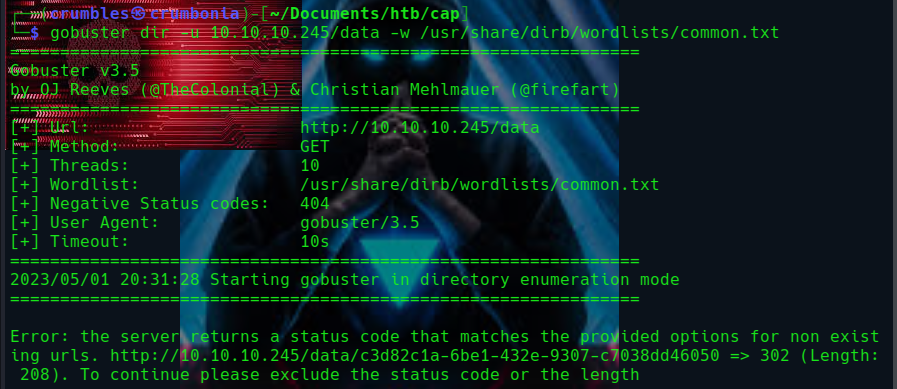 (crumbles㉿crumbonia)-[~/Documents/htb/cap]
└─$ gobuster dir -u 10.10.10.245/data -w /usr/share/dirb/wordlists/common.txt
===============================================================
Gobuster v3.5
by OJ Reeves (@TheColonial) & Christian Mehlmauer (@firefart)
===============================================================
[+] Url:                     http://10.10.10.245/data
[+] Method:                  GET
[+] Threads:                 10
[+] Wordlist:                /usr/share/dirb/wordlists/common.txt
[+] Negative Status codes:   404
[+] User Agent:              gobuster/3.5
[+] Timeout:                 10s
===============================================================
2023/05/01 20:31:28 Starting gobuster in directory enumeration mode
===============================================================
Error: the server returns a status code that matches the provided options for non exist
ing urls. http://10.10.10.245/data/c3d82c1a-6be1-432e-9307-c7038dd46050 => 302 (Length:
 208). To continue please exclude the status code or the length